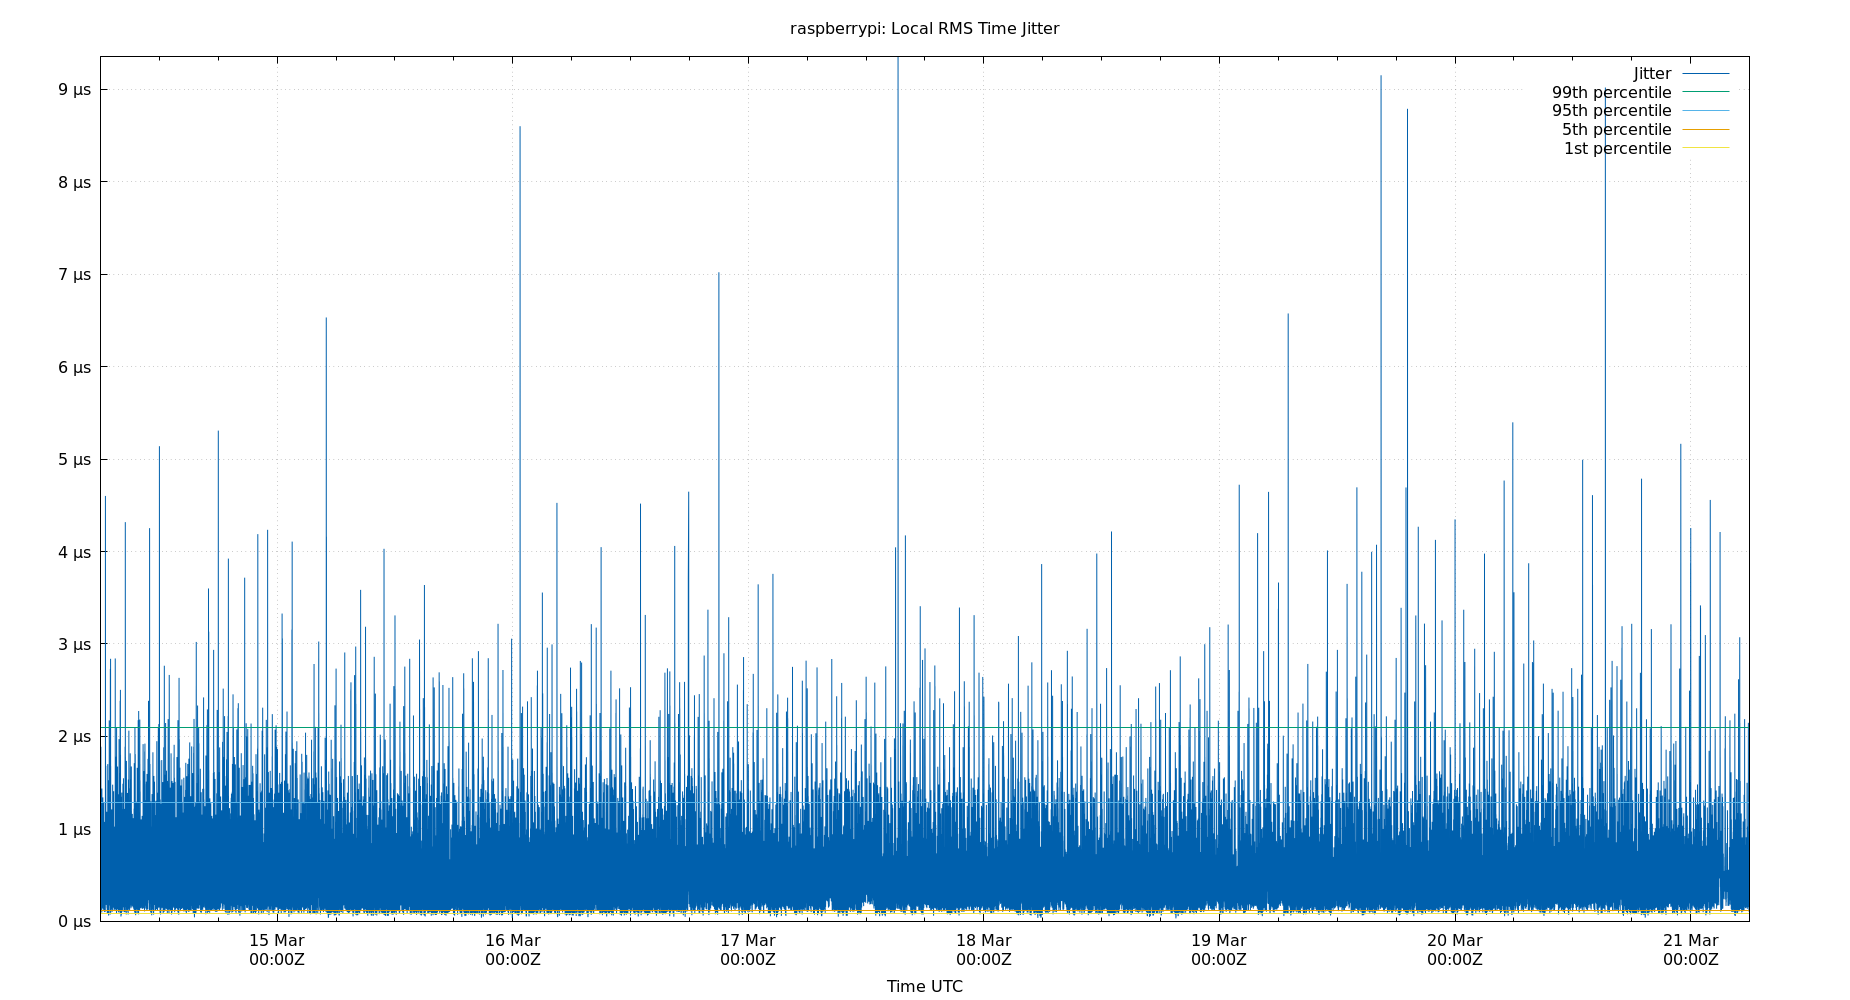 raspberrypi: Local RMS Time Jitter
Jitter
99th percentile
95th percentile
5th percentile
1st percentile
9 µs
8 µs
7 µs
6 µs
5 µs
4 µs
3 µs
2 µs
1 µs
0 µs
15 Mar 16 Mar 17 Mar 18 Mar 19 Mar 20 Mar 21 Mar
00:00Z 00:00Z 00:00Z 00:00Z 00:00Z 00:00Z 00:00Z
Time UTC